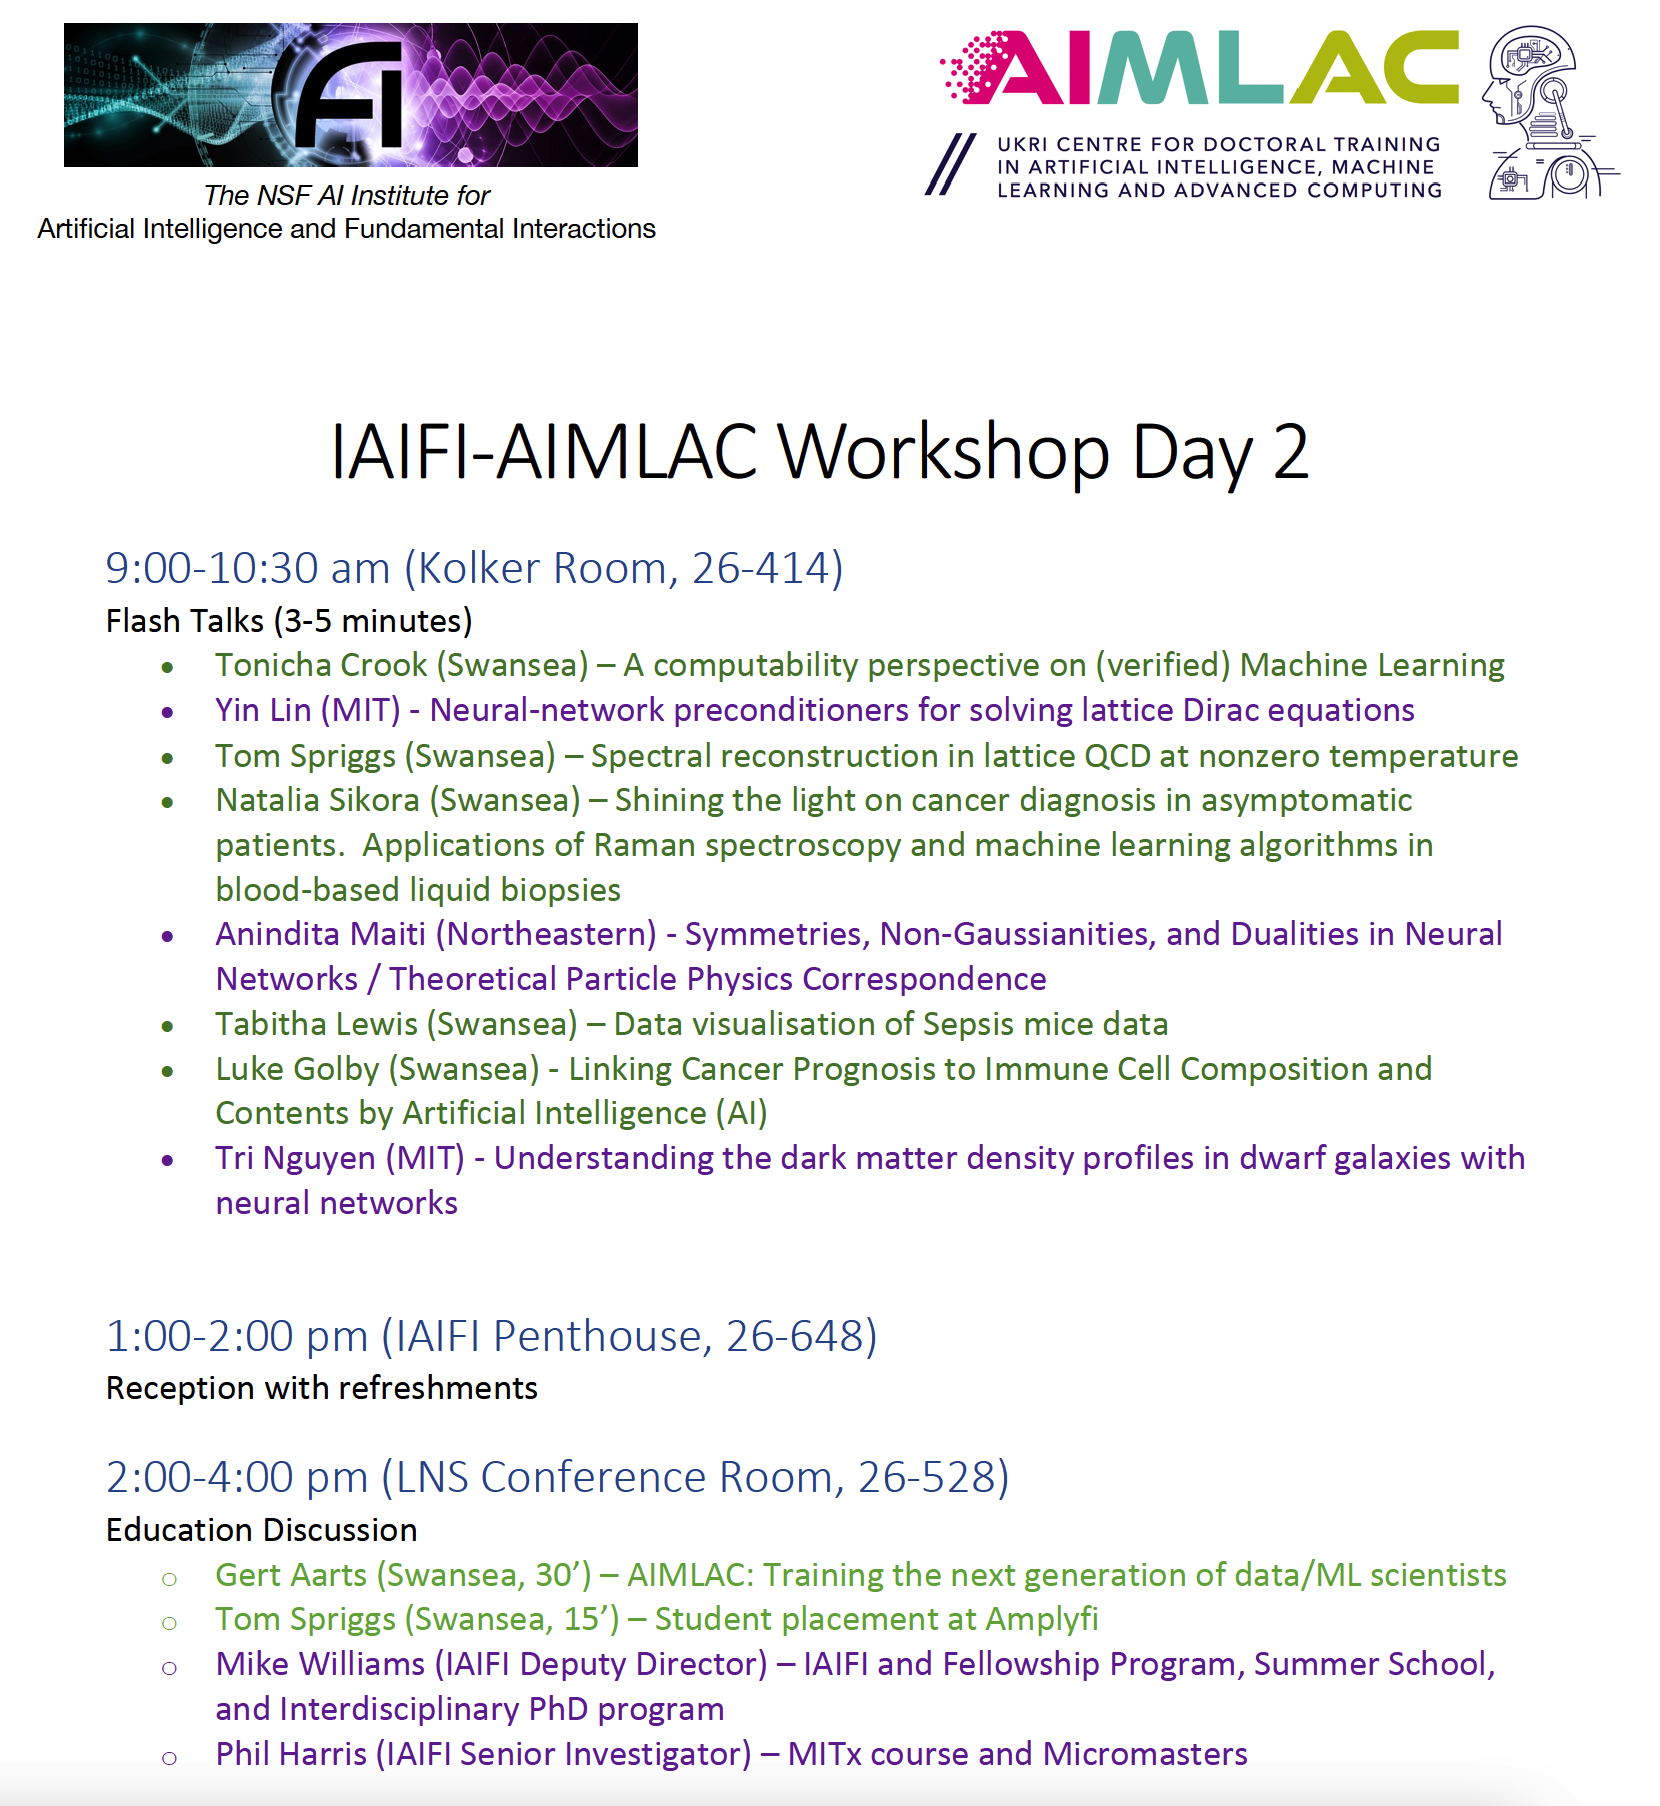 Fi
The NSF AI Institute for
Artificial Intelligence and Fundamental Interactions
AIMLAC
// UKRI CENTRE FOR DOCTORAL TRAINING
IN ARTIFICIAL INTELLIGENCE, MACHINE
LEARNING AND ADVANCED COMPUTING
IAIFI-AIMLAC Workshop Day 2
9:00-10:30 am (Kolker Room, 26-414)
Flash Talks (3-5 minutes)
• Tonicha Crook (Swansea) – A computability perspective on (verified) Machine Learning
• Yin Lin (MIT) - Neural-network preconditioners for solving lattice Dirac equations
• Tom Spriggs (Swansea) – Spectral reconstruction in lattice QCD at nonzero temperature
• Natalia Sikora (Swansea) – Shining the light on cancer diagnosis in asymptomatic
patients.  Applications of Raman spectroscopy and machine learning algorithms in
blood-based liquid biopsies
• Anindita Maiti (Northeastern) - Symmetries, Non-Gaussianities, and Dualities in Neural
Networks / Theoretical Particle Physics Correspondence
• Tabitha Lewis (Swansea) – Data visualisation of Sepsis mice data
• Luke Golby (Swansea) - Linking Cancer Prognosis to Immune Cell Composition and
Contents by Artificial Intelligence (AI)
• Tri Nguyen (MIT) - Understanding the dark matter density profiles in dwarf galaxies with
neural networks
1:00-2:00 pm (IAIFI Penthouse, 26-648)
Reception with refreshments
2:00-4:00 pm (LNS Conference Room, 26-528)
Education Discussion
○ Gert Aarts (Swansea, 30’) – AIMLAC: Training the next generation of data/ML scientists
○ Tom Spriggs (Swansea, 15’) – Student placement at Amplyfi
○ Mike Williams (IAIFI Deputy Director) – IAIFI and Fellowship Program, Summer School,
and Interdisciplinary PhD program
○ Phil Harris (IAIFI Senior Investigator) – MITx course and Micromasters